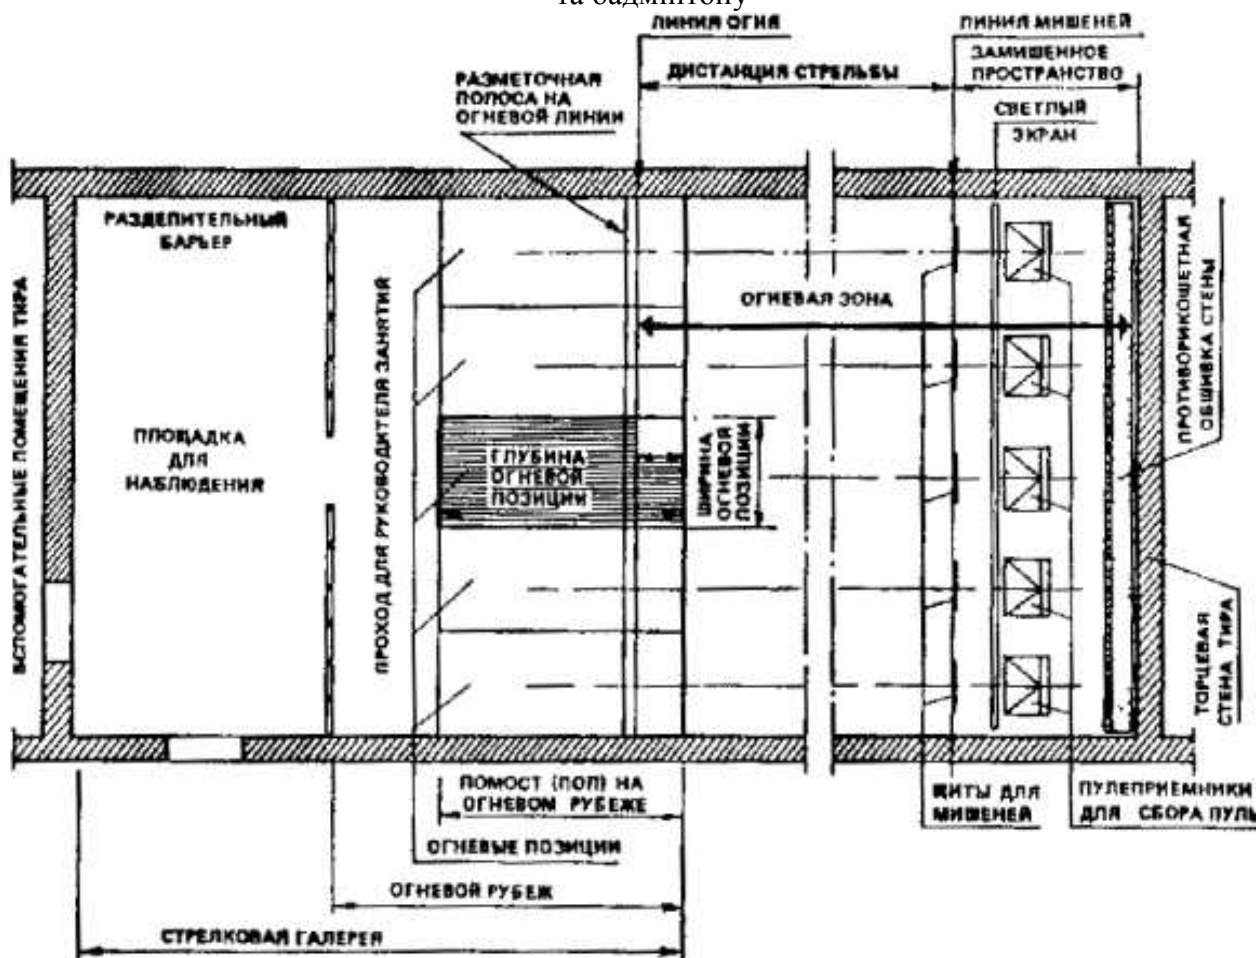 та бадмінтону
ЛИНИЯ ОГНЯ
ЛИНИЯ МИШЕНЕЙ
ДИСТАНЦИЯ СТРЕЛЬБЫ
ЗАМИШЕННОЕ
ПРОСТРАНСТВО
РАЗМЕТОЧНАЯ
ПОЛОСА НА
ОГНЕВОЙ ЛИНИИ
СВЕТЛЫЙ
ЭКРАН
РАЗДЕЛИТЕЛЬНЫЙ
БАРЬЕР
ОГНЕВАЯ ЗОНА
ВСПОМОГАТЕЛЬНЫЕ ПОМЕЩЕНИЯ ТИРА
ПЛОЩАДКА
ДЛЯ
НАБЛЮДЕНИЯ
ПРОХОД ДЛЯ РУКОВОДИТЕЛЯ ЗАНЯТИЙ
ГЛУБИНА
ОГНЕВОЙ
ПОЗИЦИИ
ШИРИНА
ОГНЕВОЙ
ПОЗИЦИИ
ПРОТИВОРИКОШЕТНАЯ
ОБШИВКА СТЕНЫ
ТОРЦЕВАЯ
СТЕНА ТИРА
ПОМОСТ (ПОЛ) НА
ОГНЕВОМ РУБЕЖЕ
ЩИТЫ ДЛЯ
МИШЕНЕЙ
ПУЛЕПРИЕМНИКИ
ДЛЯ СБОРА ПУЛЬ
ОГНЕВЫЕ ПОЗИЦИИ
ОГНЕВОЙ РУБЕЖ
СТРЕЛКОВАЯ ГАЛЕРЕЯ